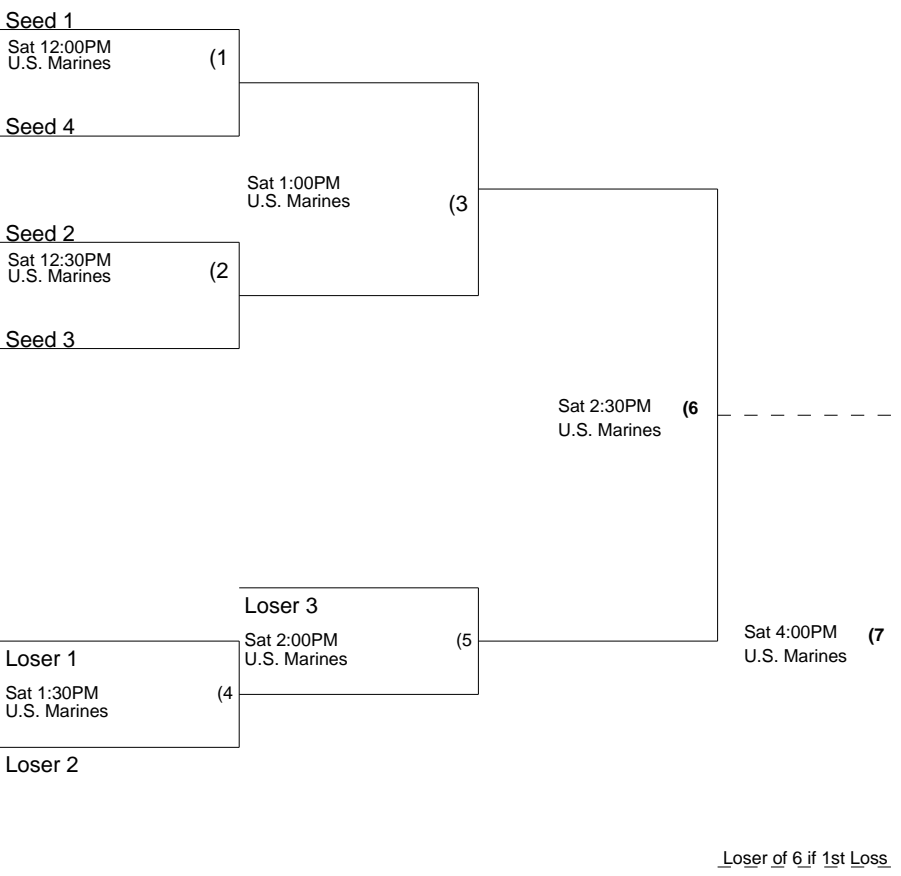 Seed 1
Sat 12:00PM
U.S. Marines
(1
Seed 4
Sat 1:00PM
U.S. Marines
(3
Seed 2
Sat 12:30PM
U.S. Marines
(2
Seed 3
Sat 2:30PM
(6
U.S. Marines
Loser 3
Sat 2:00PM
U.S. Marines
(5
Sat 4:00PM
(7
U.S. Marines
Loser 1
Sat 1:30PM
U.S. Marines
(4
Loser 2
Loser of 6 if 1st Loss